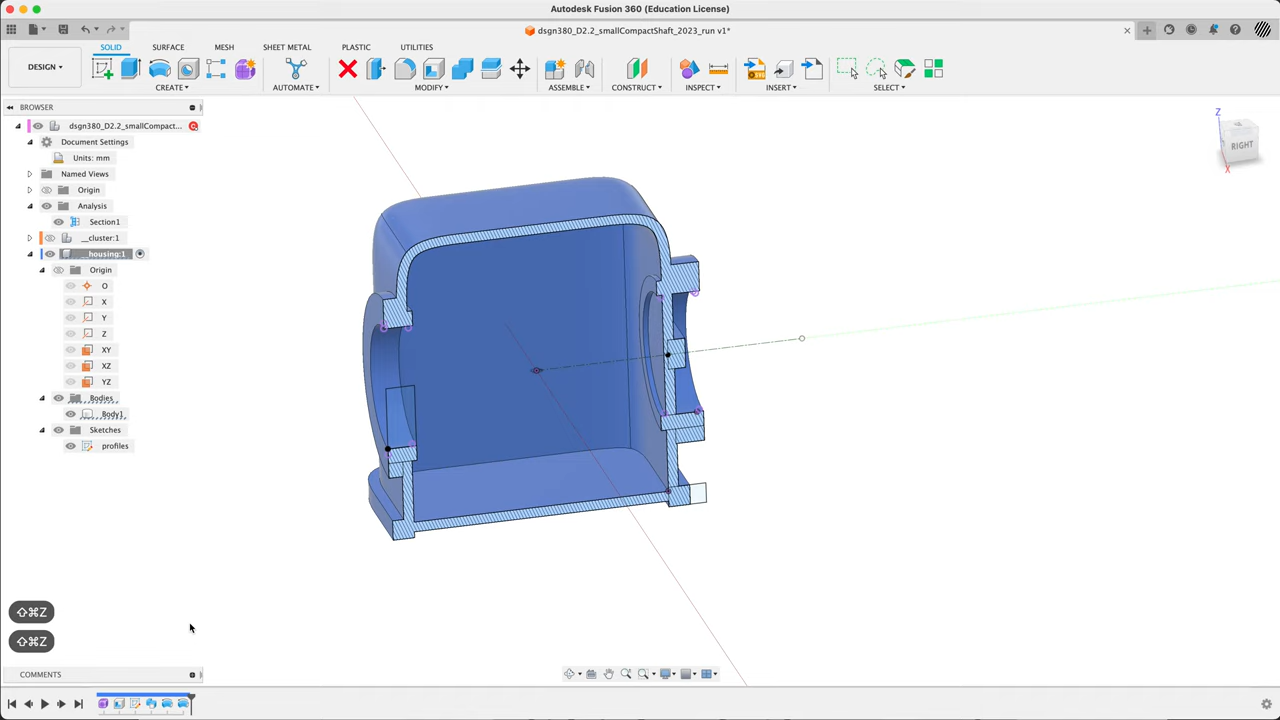 Autodesk Fusion 360 (Education License)
dsgn380_D2.2_smallCompactShaft_2023_run v1*
SOLID SURFACE MESH SHEET METAL PLASTIC UTILITIES
DESIGN
CREATE AUTOMATE MODIFY ASSEMBLE CONSTRUCT INSPECT INSERT SELECT
BROWSER
dsgn380_D2.2_smallCompact...
Document Settings
Units: mm
Named Views
Origin
Analysis
Section1
__cluster:1
__housing:1
Origin
O
X
Y
Z
XY
XZ
YZ
Bodies
Body1
Sketches
profiles
Z
RIGHT
X
⇧⌘Z
⇧⌘Z
COMMENTS